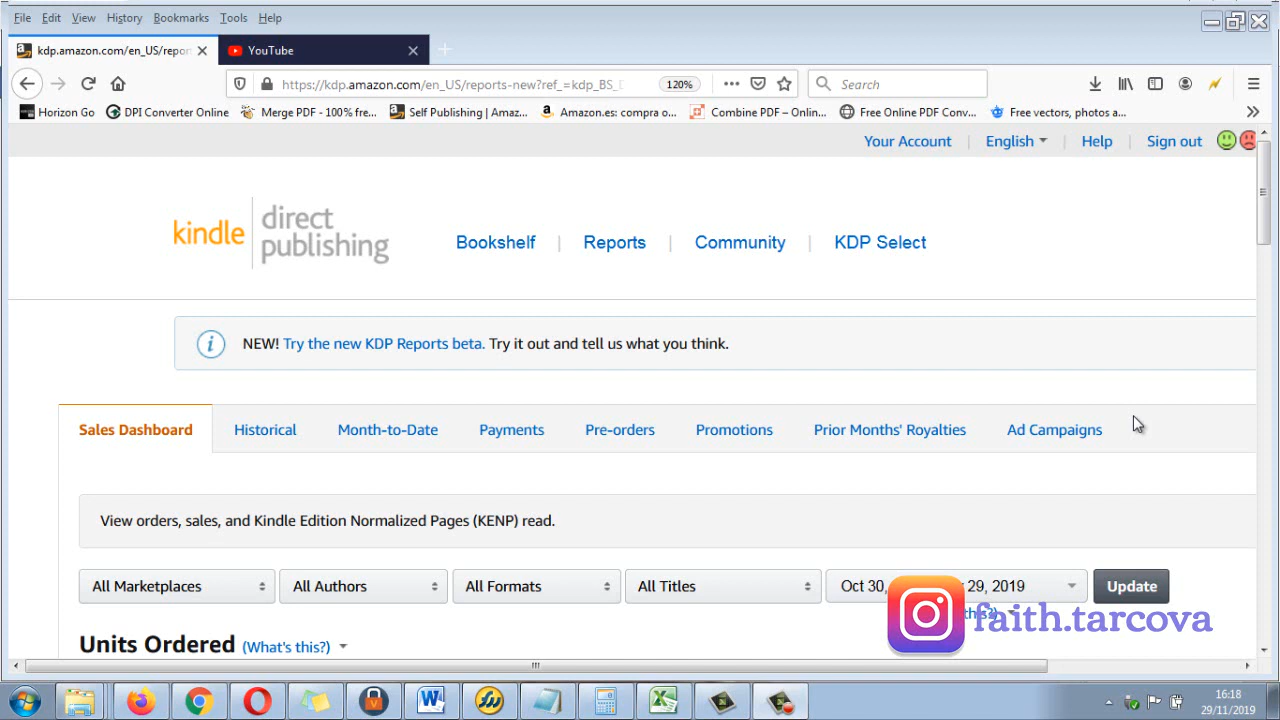 File Edit View History Bookmarks Tools Help
kdp.amazon.com/en_US/repor
YouTube
https://kdp.amazon.com/en_US/reports-new?ref_=kdp_BS_
120%
Search
Horizon Go
DPI Converter Online
Merge PDF - 100% fre...
Self Publishing | Amaz...
Amazon.es: compra o...
Combine PDF – Onlin...
Free Online PDF Conv...
Free vectors, photos a...
Your Account | English | Help | Sign out
kindle direct publishing
Bookshelf | Reports | Community | KDP Select
NEW! Try the new KDP Reports beta. Try it out and tell us what you think.
Sales Dashboard Historical Month-to-Date Payments Pre-orders Promotions Prior Months' Royalties Ad Campaigns
View orders, sales, and Kindle Edition Normalized Pages (KENP) read.
All Marketplaces All Authors All Formats All Titles Oct 30, 29, 2019 Update
faith.tarcova
Units Ordered (What's this?)
16:18
29/11/2019